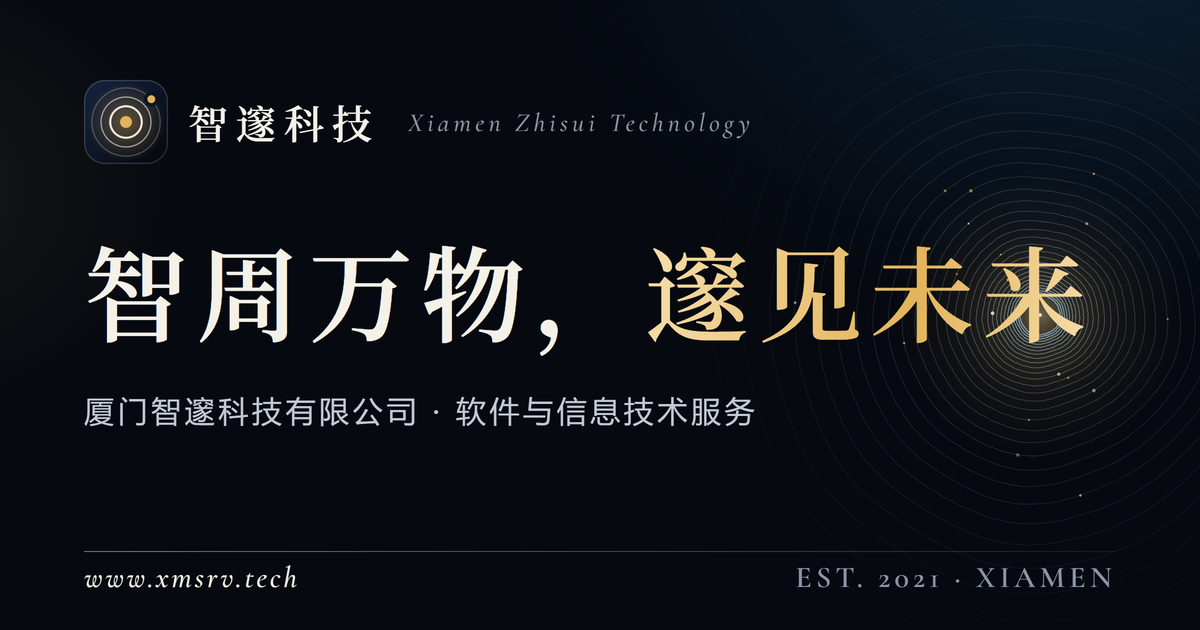 智邃科技 Xiamen Zhisui Technology
智周万物，邃见未来
厦门智邃科技有限公司 · 软件与信息技术服务
www.xmsrv.tech
EST. 2021 · XIAMEN